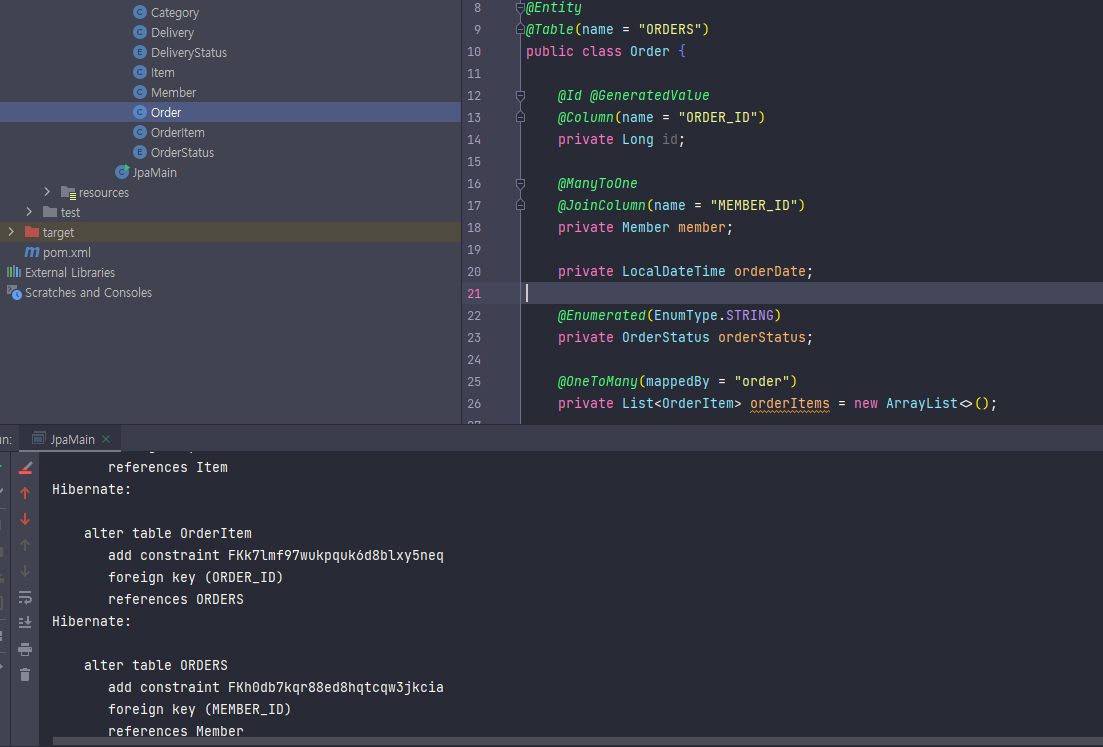 Category
Delivery
DeliveryStatus
Item
Member
Order
OrderItem
OrderStatus
JpaMain
resources
test
target
m pom.xml
External Libraries
Scratches and Consoles
8 @Entity
9 @Table(name = "ORDERS")
10 public class Order {
11
12 @Id @GeneratedValue
13 @Column(name = "ORDER_ID")
14 private Long id;
15
16 @ManyToOne
17 @JoinColumn(name = "MEMBER_ID")
18 private Member member;
19
20 private LocalDateTime orderDate;
21
22 @Enumerated(EnumType.STRING)
23 private OrderStatus orderStatus;
24
25 @OneToMany(mappedBy = "order")
26 private List<OrderItem> orderItems = new ArrayList<>();
JpaMain
references Item
Hibernate:
alter table OrderItem
add constraint FKk7lmf97wukpquk6d8blxy5neq
foreign key (ORDER_ID)
references ORDERS
Hibernate:
alter table ORDERS
add constraint FKh0db7kqr88ed8hqtcqw3jkcia
foreign key (MEMBER_ID)
references Member